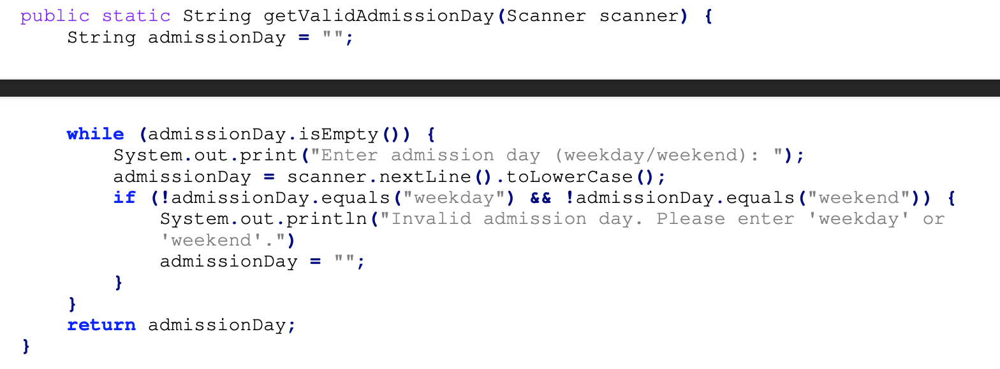 public static String getValidAdmissionDay(Scanner scanner) {
    String admissionDay = "";
    while (admissionDay.isEmpty()) {
        System.out.print("Enter admission day (weekday/weekend): ");
        admissionDay = scanner.nextLine().toLowerCase();
        if (!admissionDay.equals("weekday") && !admissionDay.equals("weekend")) {
            System.out.println("Invalid admission day. Please enter 'weekday' or
            'weekend'.")
            admissionDay = "";
        }
    }
    return admissionDay;
}